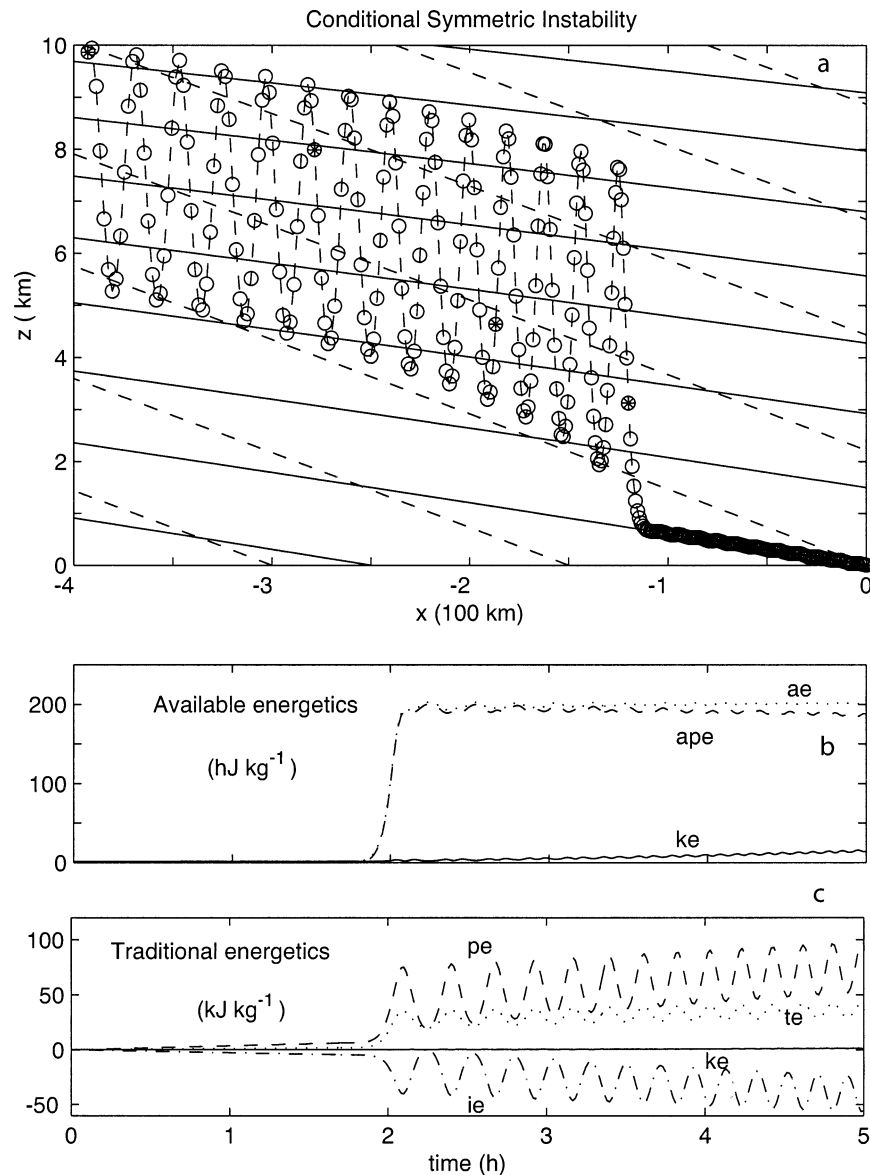 Conditional Symmetric Instability
a
10
8
6
4
2
0
z ( km)
-4
-3
-2
-1
0
x (100 km)
200
100
0
Available energetics
(hJ kg-1 )
ae
ape
b
ke
c
100
50
0
-50
Traditional energetics
(kJ kg-1 )
pe
te
ke
ie
0
1
2
3
4
5
time (h)